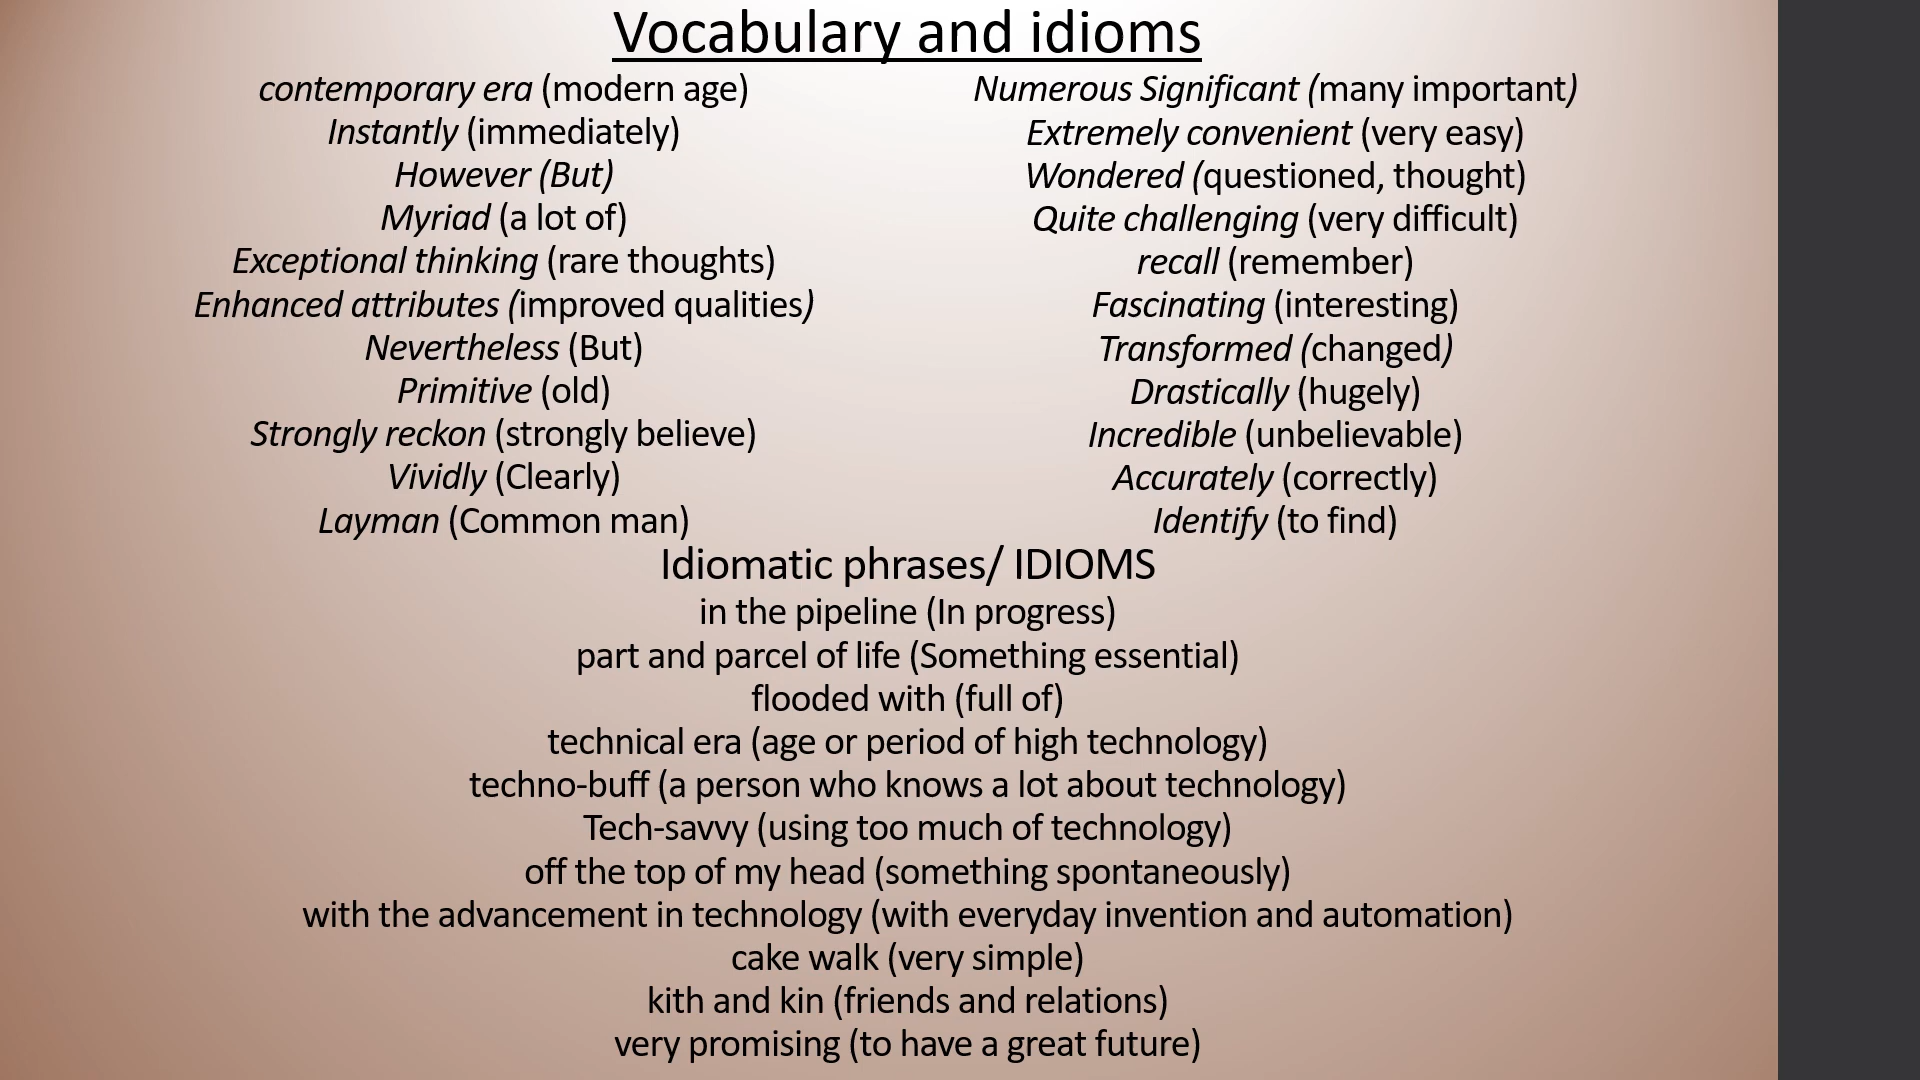 Vocabulary and idioms
contemporary era (modern age)
Instantly (immediately)
However (But)
Myriad (a lot of)
Exceptional thinking (rare thoughts)
Enhanced attributes (improved qualities)
Nevertheless (But)
Primitive (old)
Strongly reckon (strongly believe)
Vividly (Clearly)
Layman (Common man)
Numerous Significant (many important)
Extremely convenient (very easy)
Wondered (questioned, thought)
Quite challenging (very difficult)
recall (remember)
Fascinating (interesting)
Transformed (changed)
Drastically (hugely)
Incredible (unbelievable)
Accurately (correctly)
Identify (to find)
Idiomatic phrases/ IDIOMS
in the pipeline (In progress)
part and parcel of life (Something essential)
flooded with (full of)
technical era (age or period of high technology)
techno-buff (a person who knows a lot about technology)
Tech-savvy (using too much of technology)
off the top of my head (something spontaneously)
with the advancement in technology (with everyday invention and automation)
cake walk (very simple)
kith and kin (friends and relations)
very promising (to have a great future)